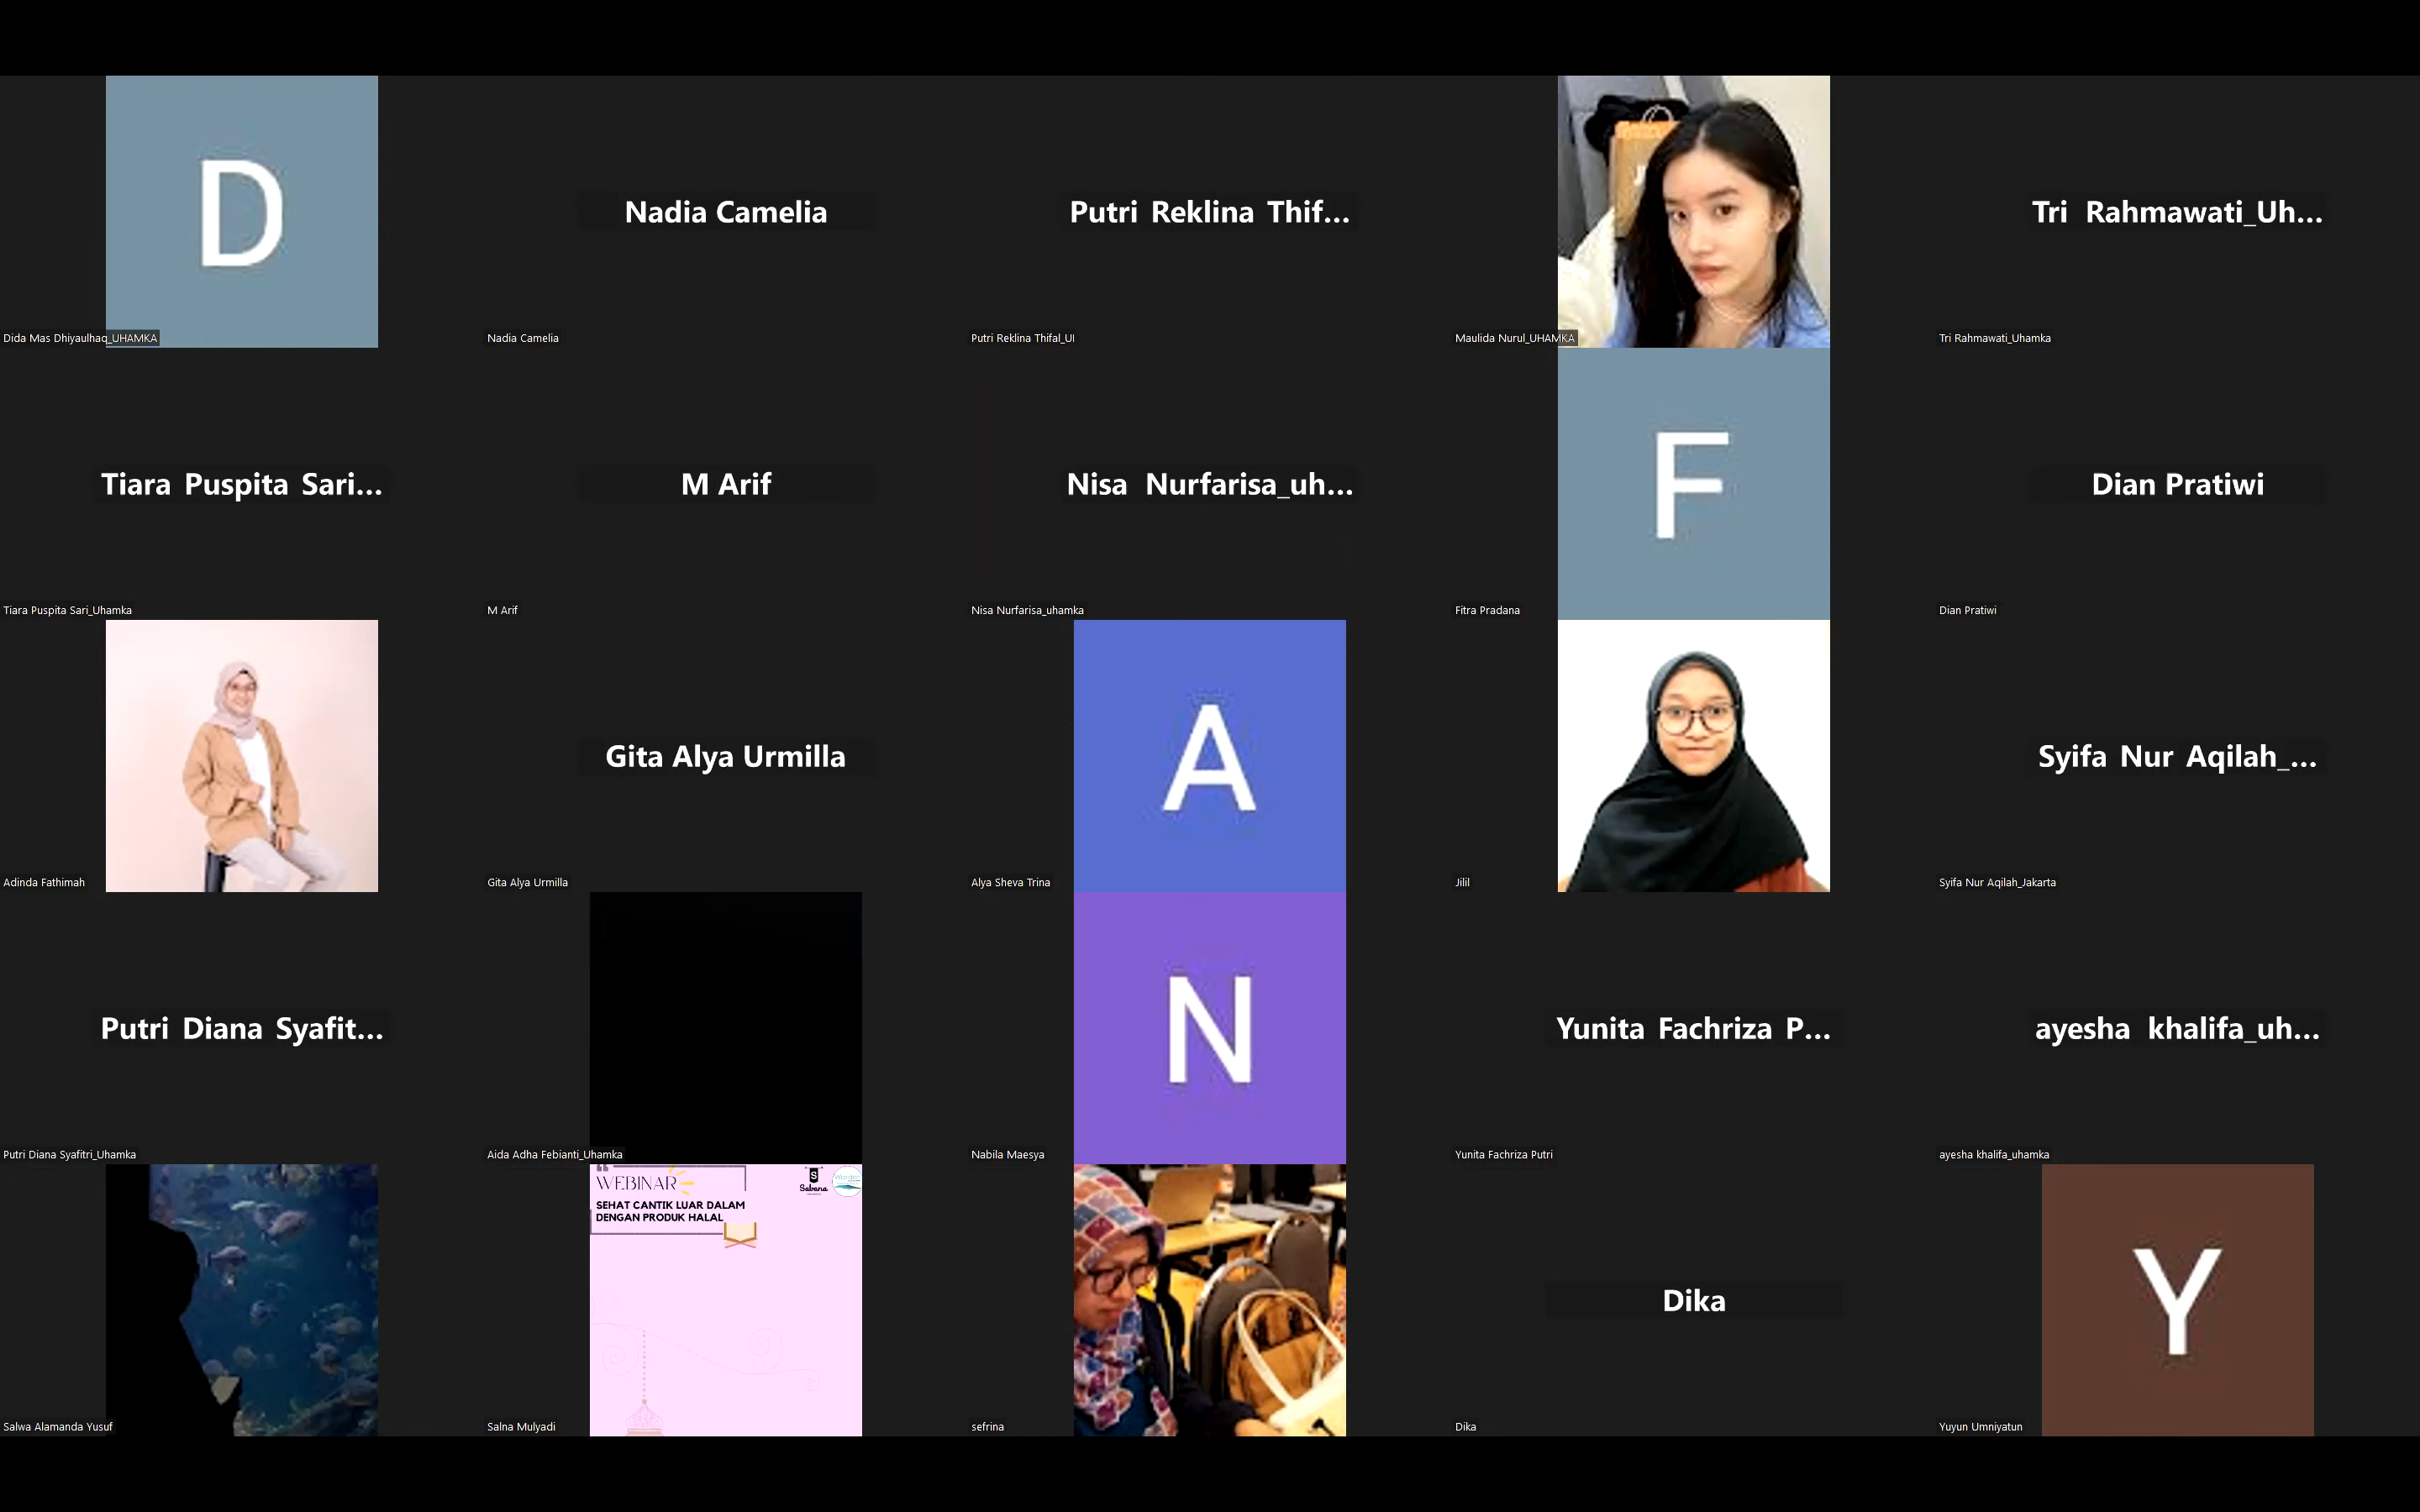 D
Dida Mas Dhiyaulhaq_UHAMKA
Nadia Camelia
Nadia Camelia
Putri Reklina Thif...
Putri Reklina Thifal_UI
Maulida Nurul_UHAMKA
Tri Rahmawati_Uh...
Tri Rahmawati_Uhamka
Tiara Puspita Sari...
Tiara Puspita Sari_Uhamka
M Arif
M Arif
Nisa Nurfarisa_uh...
Nisa Nurfarisa_uhamka
F
Fitra Pradana
Dian Pratiwi
Dian Pratiwi
Adinda Fathimah
Gita Alya Urmilla
Gita Alya Urmilla
A
Alya Sheva Trina
Jilil
Syifa Nur Aqilah_...
Syifa Nur Aqilah_Jakarta
Putri Diana Syafit...
Putri Diana Syafitri_Uhamka
Aida Adha Febianti_Uhamka
N
Nabila Maesya
Yunita Fachriza P...
Yunita Fachriza Putri
ayesha khalifa_uh...
ayesha khalifa_uhamka
Salwa Alamanda Yusuf
WEBINAR
SEHAT CANTIK LUAR DALAM
DENGAN PRODUK HALAL
S
Sabana
Salna Mulyadi
sefrina
Dika
Dika
Y
Yuyun Umniyatun